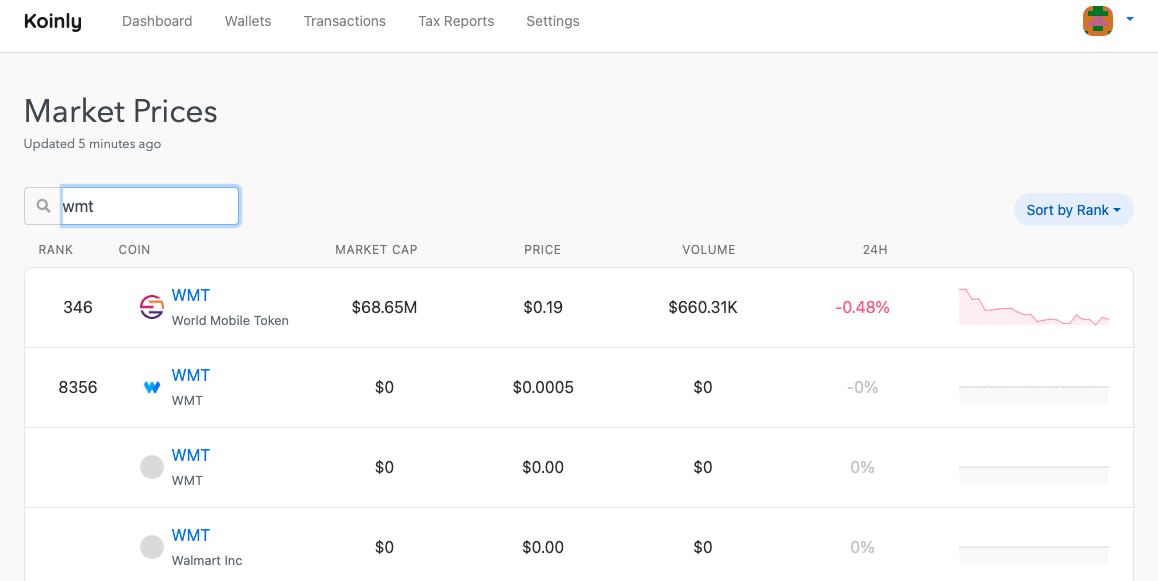 Koinly Dashboard Wallets Transactions Tax Reports Settings
Market Prices
Updated 5 minutes ago
wmt
Sort by Rank
RANK COIN MARKET CAP PRICE VOLUME 24H
346 WMT $68.65M $0.19 $660.31K -0.48%
World Mobile Token
8356 WMT $0 $0.0005 $0 -0%
WMT
WMT $0 $0.00 $0 0%
WMT
WMT $0 $0.00 $0 0%
Walmart Inc